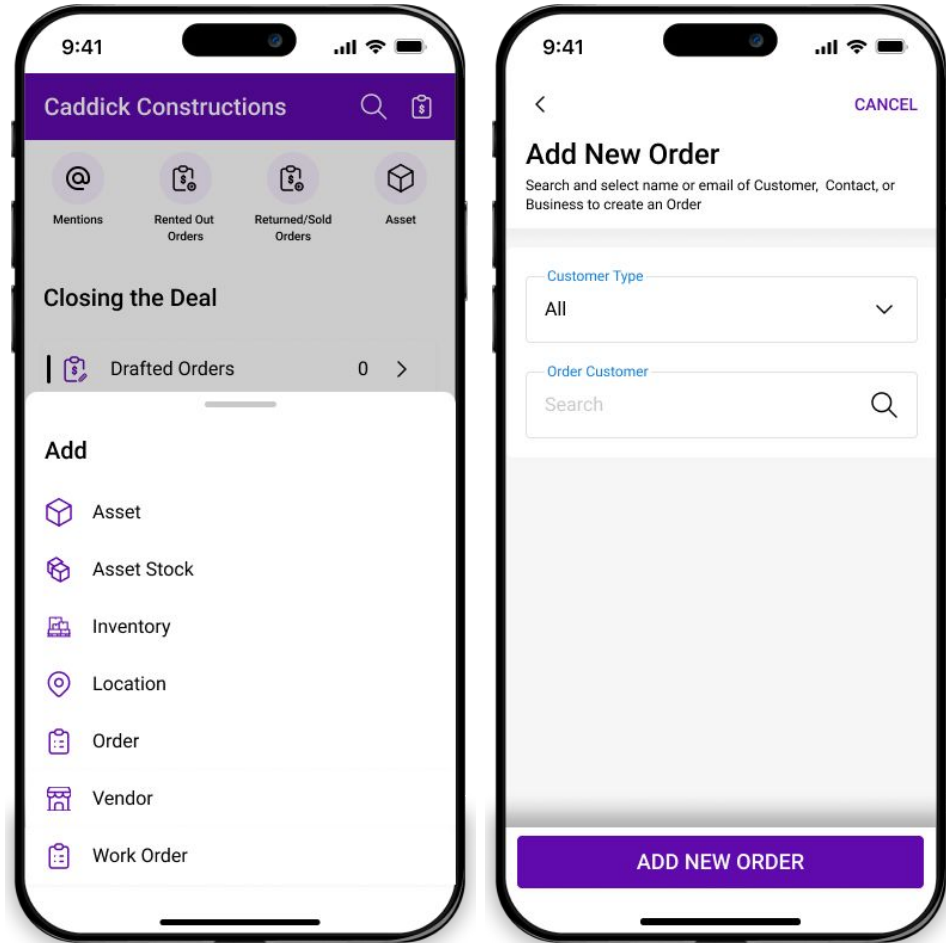 9:41
Caddick Constructions
Mentions
Rented Out
Orders
Returned/Sold
Orders
Asset
Closing the Deal
Drafted Orders 0
Add
Asset
Asset Stock
Inventory
Location
Order
Vendor
Work Order
9:41
CANCEL
Add New Order
Search and select name or email of Customer, Contact, or
Business to create an Order
Customer Type
All
Order Customer
Search
ADD NEW ORDER